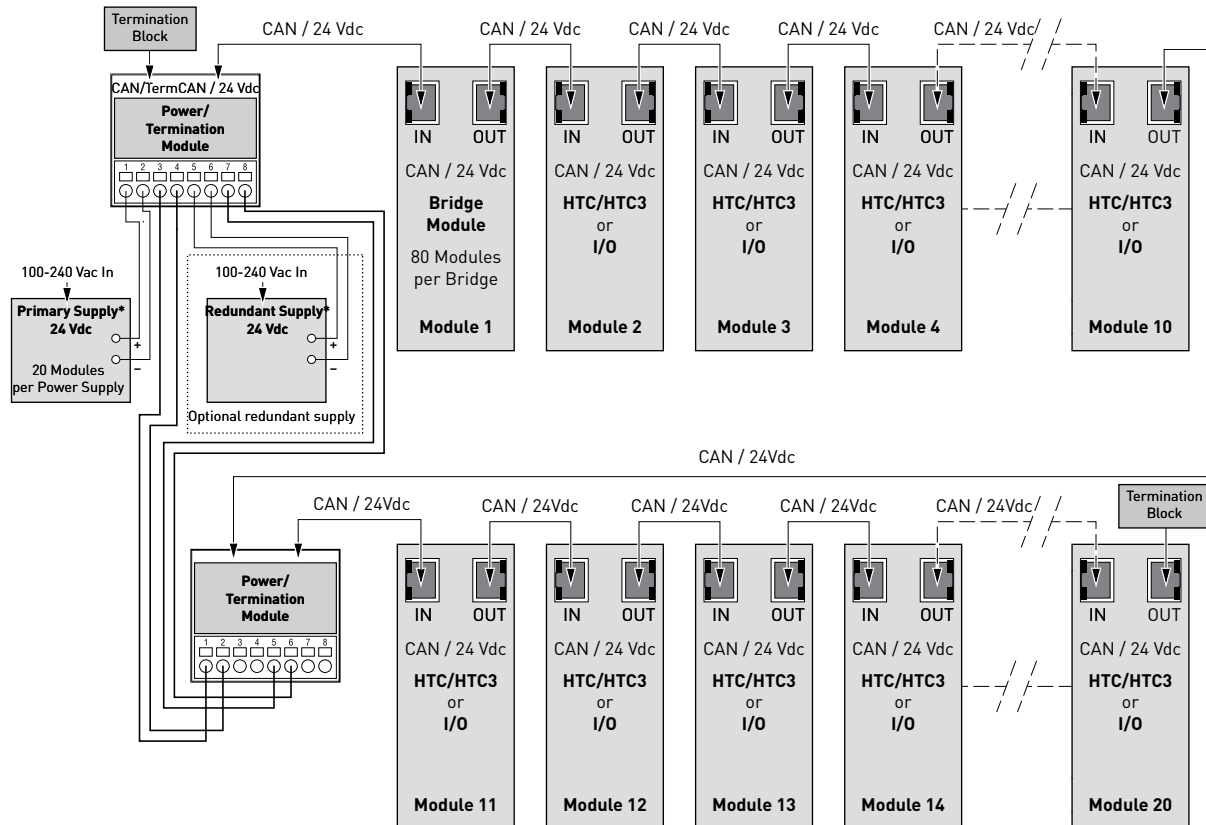 Termination
Block
CAN / 24 Vdc
CAN / 24 Vdc
CAN / 24 Vdc
CAN / 24 Vdc
CAN / 24 Vdc
CAN/Term
CAN / 24 Vdc
Power/
Termination
Module
1 2 3 4 5 6 7 8
IN OUT
CAN / 24 Vdc
Bridge
Module
80 Modules
per Bridge
Module 1
IN OUT
CAN / 24 Vdc
HTC/HTC3
or
I/O
Module 2
IN OUT
CAN / 24 Vdc
HTC/HTC3
or
I/O
Module 3
IN OUT
CAN / 24 Vdc
HTC/HTC3
or
I/O
Module 4
IN OUT
CAN / 24 Vdc
HTC/HTC3
or
I/O
Module 10
100-240 Vac In
Primary Supply*
24 Vdc
+
–
20 Modules
per Power Supply
100-240 Vac In
Redundant Supply*
24 Vdc
+
–
Optional redundant supply
CAN / 24Vdc
CAN / 24Vdc
CAN / 24Vdc
CAN / 24Vdc
CAN / 24Vdc
CAN / 24Vdc
Termination
Block
Power/
Termination
Module
1 2 3 4 5 6 7 8
IN OUT
CAN / 24 Vdc
HTC/HTC3
or
I/O
Module 11
IN OUT
CAN / 24 Vdc
HTC/HTC3
or
I/O
Module 12
IN OUT
CAN / 24 Vdc
HTC/HTC3
or
I/O
Module 13
IN OUT
CAN / 24 Vdc
HTC/HTC3
or
I/O
Module 14
IN OUT
CAN / 24 Vdc
HTC/HTC3
or
I/O
Module 20